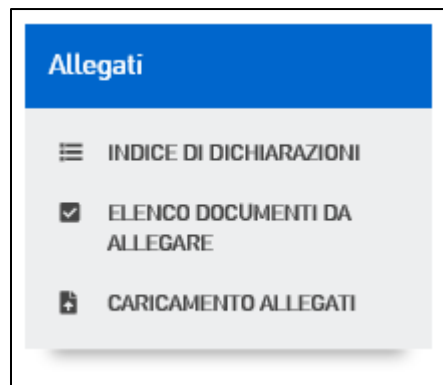 Allegati
INDICE DI DICHIARAZIONI
ELENCO DOCUMENTI DA
ALLEGARE
CARICAMENTO ALLEGATI